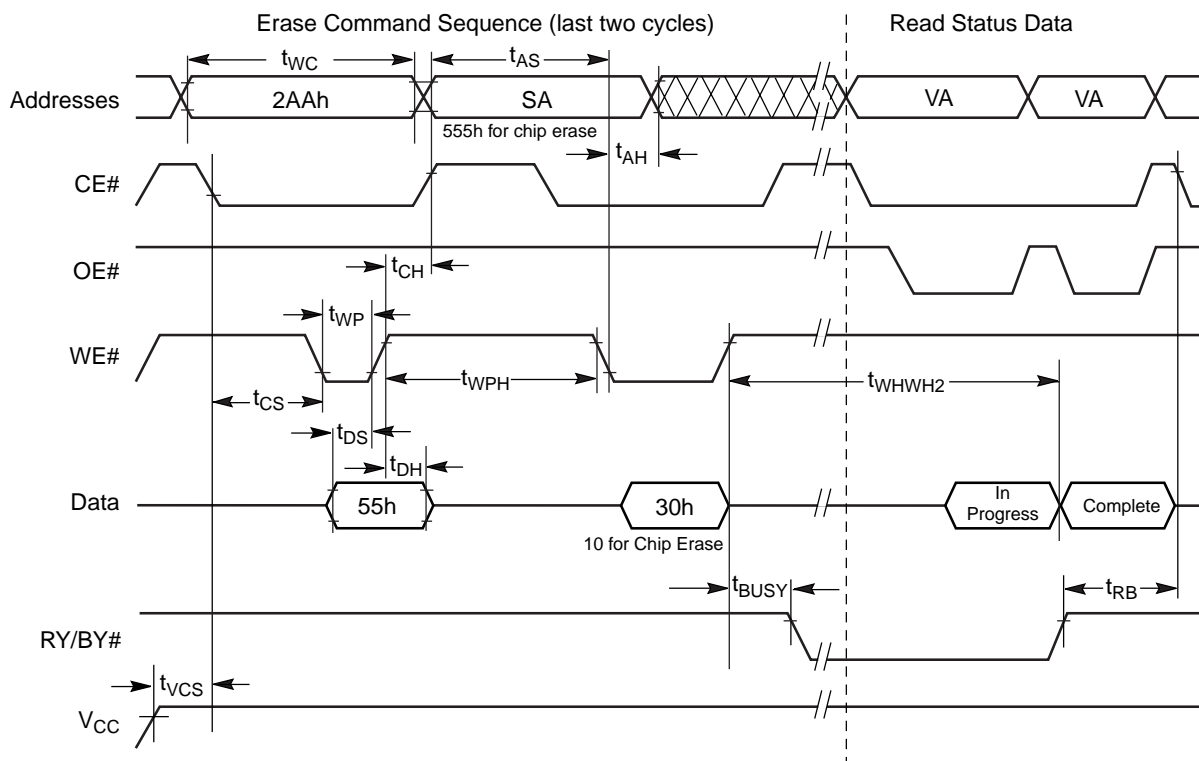 Erase Command Sequence (last two cycles)
Read Status Data
tWC
tAS
Addresses
2AAh
SA
VA
VA
555h for chip erase
tAH
CE#
OE#
tCH
tWP
WE#
tWPH
tWHWH2
tCS
tDS
tDH
Data
55h
30h
In
Progress
Complete
10 for Chip Erase
tBUSY
tRB
RY/BY#
tVCS
VCC